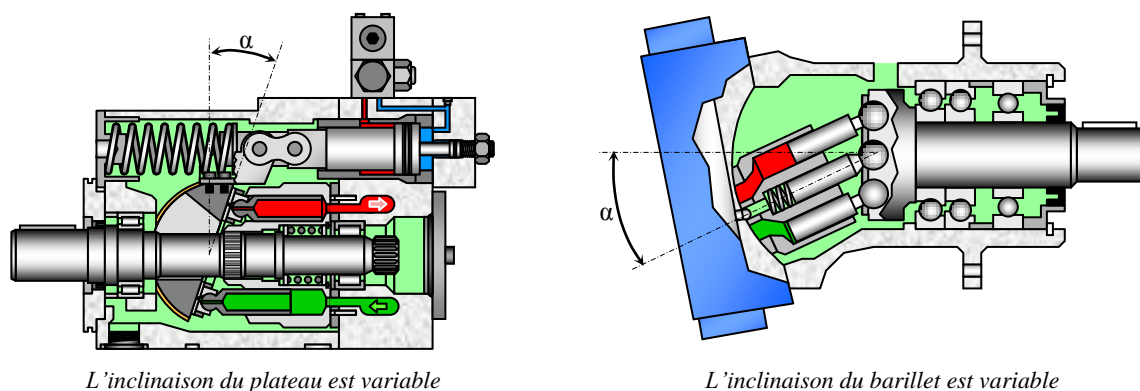 α
α
L'inclinaison du plateau est variable
L'inclinaison du barillet est variable